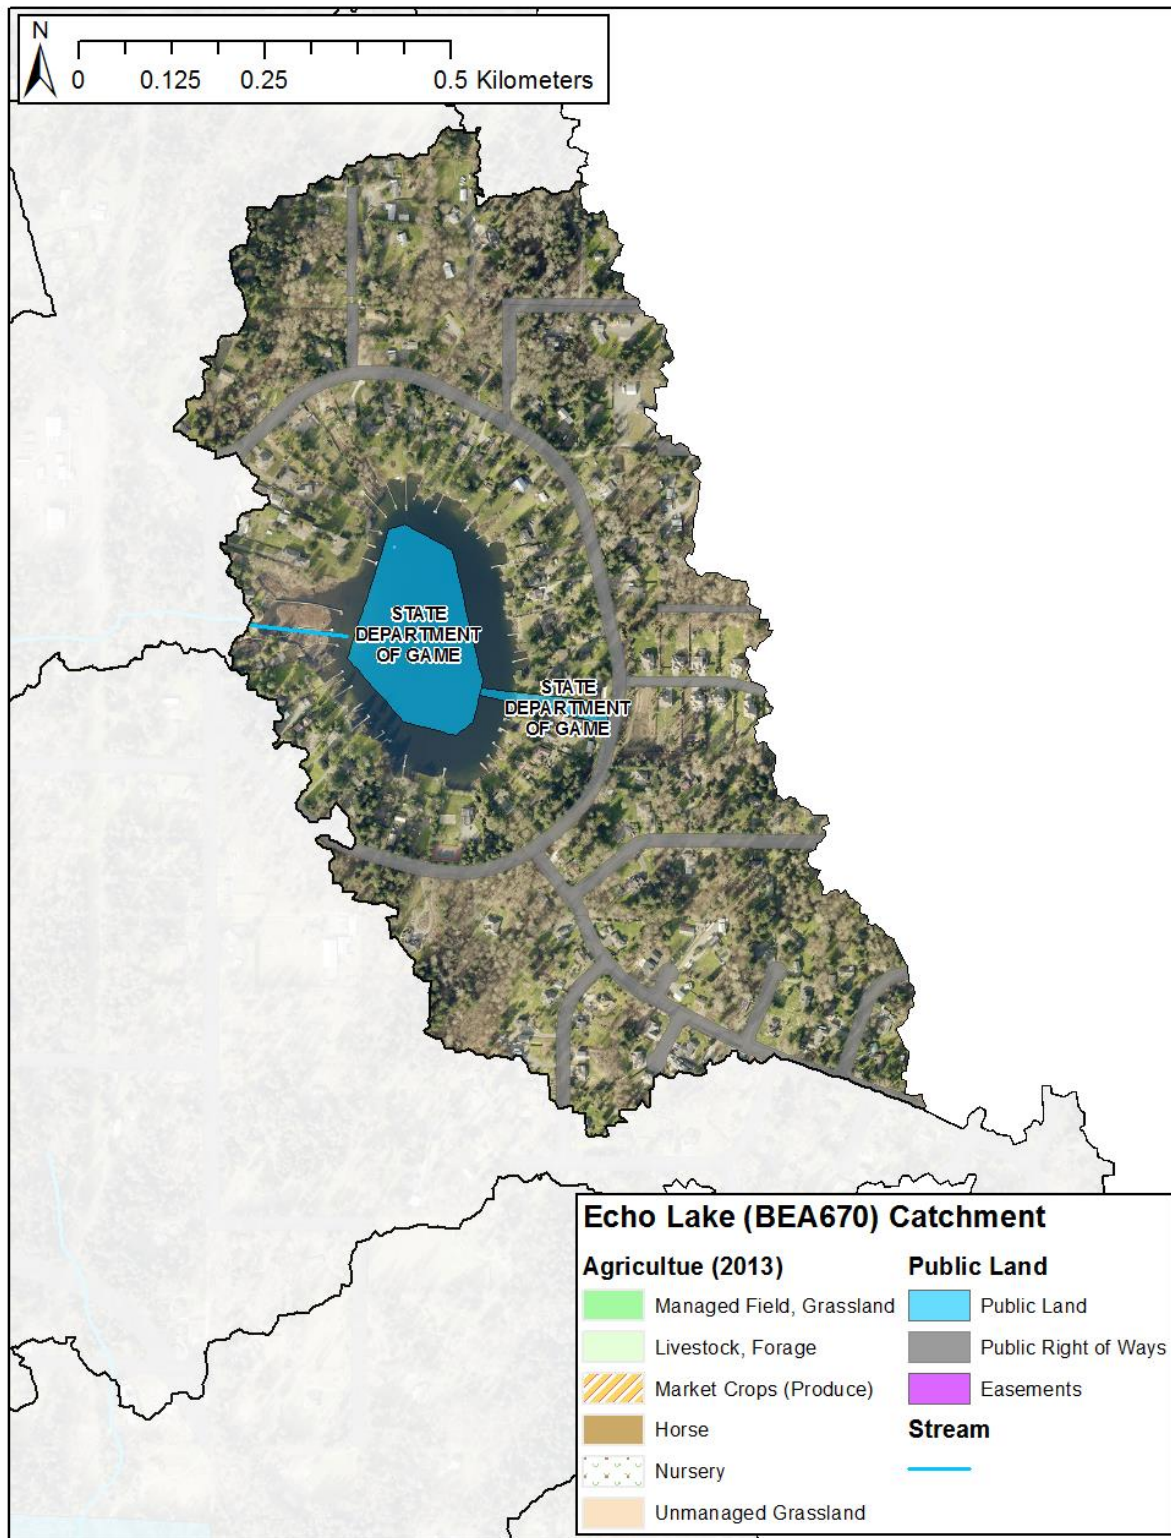 N
0 0.125 0.25 0.5 Kilometers
STATE
DEPARTMENT
OF GAME
STATE
DEPARTMENT
OF GAME
Echo Lake (BEA670) Catchment
Agricultue (2013)
Managed Field, Grassland
Livestock, Forage
Market Crops (Produce)
Horse
Nursery
Unmanaged Grassland
Public Land
Public Land
Public Right of Ways
Easements
Stream